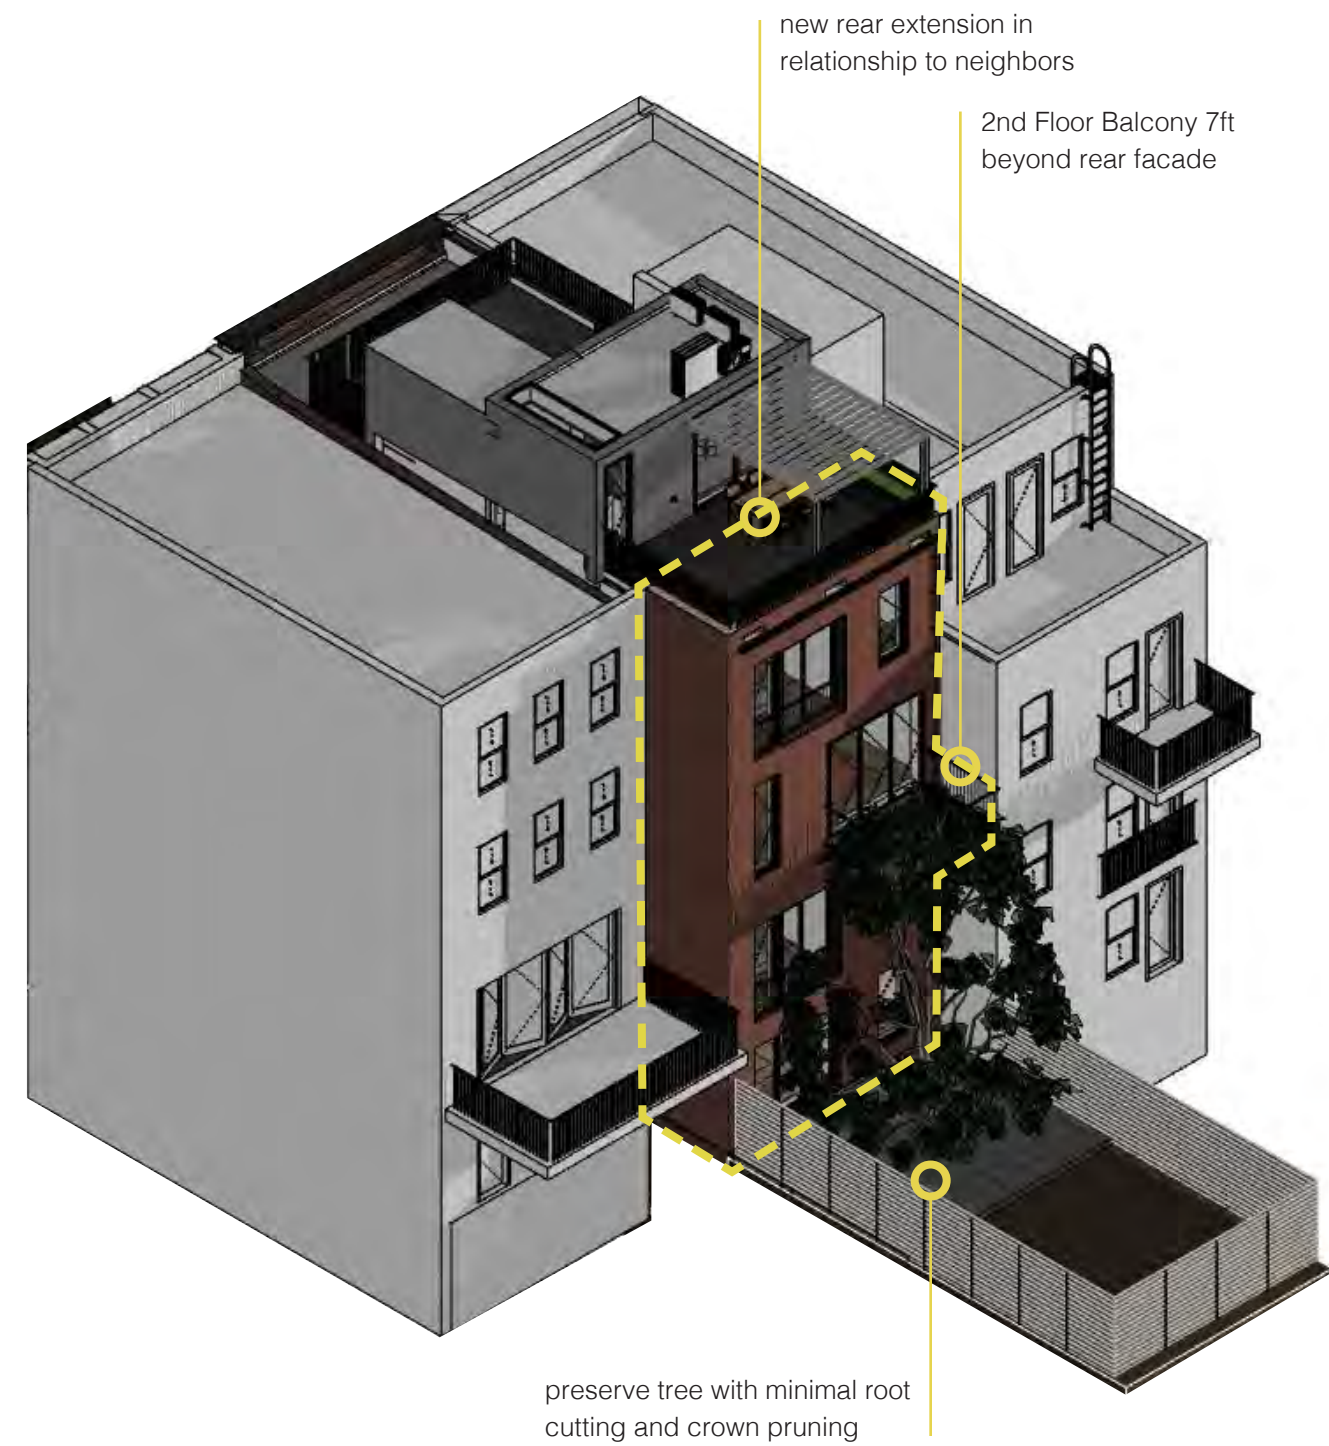 new rear extension in
relationship to neighbors
2nd Floor Balcony 7ft
beyond rear facade
preserve tree with minimal root
cutting and crown pruning